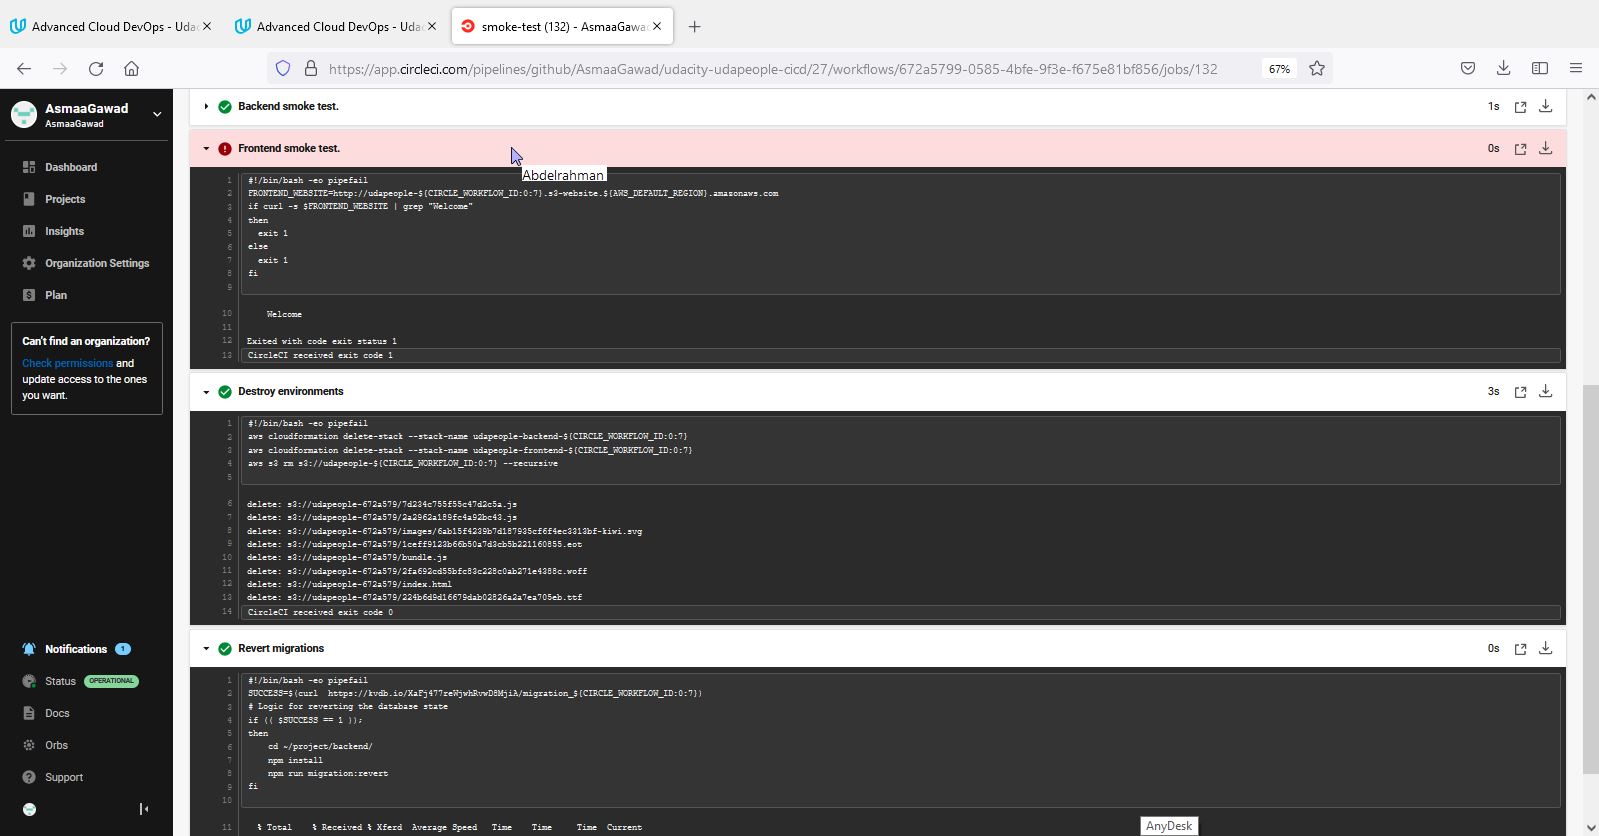 Advanced Cloud DevOps - Uda
Advanced Cloud DevOps - Uda
smoke-test (132) - AsmaaGawa
https://app.circleci.com/pipelines/github/AsmaaGawad/udacity-udapeople-cicd/27/workflows/672a5799-0585-4bfe-9f3e-f675e81bf856/jobs/132
67%
AsmaaGawad
AsmaaGawad
Dashboard
Projects
Insights
Organization Settings
Plan
Can't find an organization?
Check permissions and
update access to the ones
you want.
Notifications 1
Status OPERATIONAL
Docs
Orbs
Support
Backend smoke test. 1s
Frontend smoke test. 0s
Abdelrahman
1 #!/bin/bash -eo pipefail
2 FRONTEND_WEBSITE=http://udapeople-${CIRCLE_WORKFLOW_ID:0:7}.s3-website.${AWS_DEFAULT_REGION}.amazonaws.com
3 if curl -s $FRONTEND_WEBSITE | grep "Welcome"
4 then
5 exit 1
6 else
7 exit 1
8 fi
9
10 Welcome
11
12 Exited with code exit status 1
13 CircleCI received exit code 1
Destroy environments 3s
1 #!/bin/bash -eo pipefail
2 aws cloudformation delete-stack --stack-name udapeople-backend-${CIRCLE_WORKFLOW_ID:0:7}
3 aws cloudformation delete-stack --stack-name udapeople-frontend-${CIRCLE_WORKFLOW_ID:0:7}
4 aws s3 rm s3://udapeople-${CIRCLE_WORKFLOW_ID:0:7} --recursive
5
6 delete: s3://udapeople-672a579/7d234c755f55c47d2c5a.js
7 delete: s3://udapeople-672a579/2a2962a189fc4a92bc43.js
8 delete: s3://udapeople-672a579/images/6ab15f4239b7d187935cf6f4ec3313bf-kiwi.svg
9 delete: s3://udapeople-672a579/1ceff9123b66b50a7d3cb5b221160855.eot
10 delete: s3://udapeople-672a579/bundle.js
11 delete: s3://udapeople-672a579/2fa692cd55bfc83c228c0ab271e4388c.woff
12 delete: s3://udapeople-672a579/index.html
13 delete: s3://udapeople-672a579/224b6d9d16679dab02826a2a7ea705eb.ttf
14 CircleCI received exit code 0
Revert migrations 0s
1 #!/bin/bash -eo pipefail
2 SUCCESS=$(curl https://kvdb.io/XaFj477reWjwhRvwD8MjiA/migration_${CIRCLE_WORKFLOW_ID:0:7})
3 # Logic for reverting the database state
4 if (( $SUCCESS == 1 ));
5 then
6 cd ~/project/backend/
7 npm install
8 npm run migration:revert
9 fi
10
11 % Total % Received % Xferd Average Speed Time Time Time Current
AnyDesk